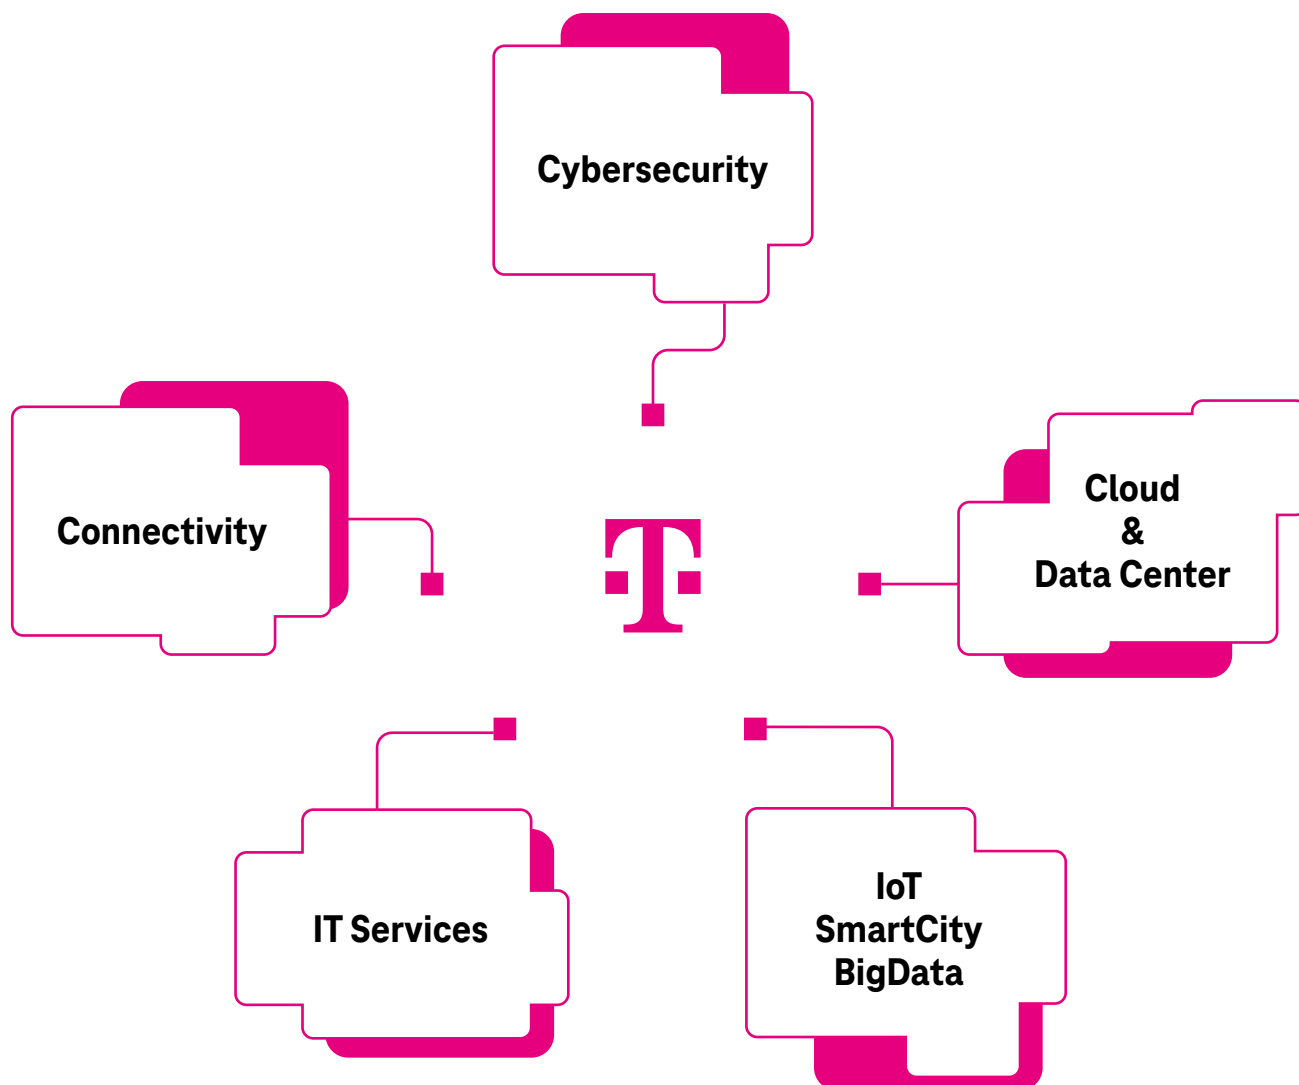 Cybersecurity
Connectivity
Cloud
&
Data Center
T
IT Services
IoT
SmartCity
BigData